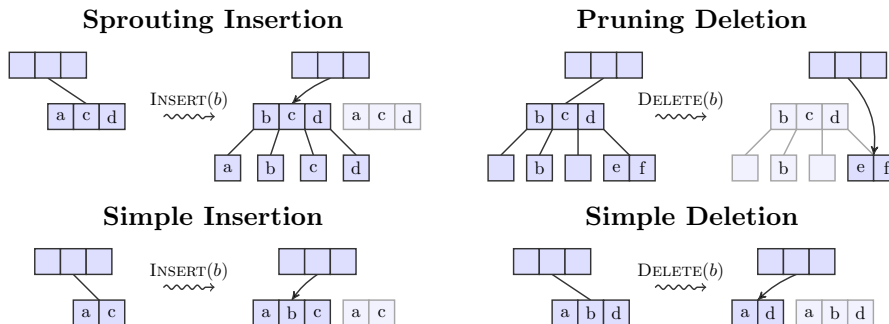 Sprouting Insertion
Pruning Deletion
INSERT(b)
DELETE(b)
a c d
b c d
a c d
b c d
b c d
a b c d
b e f
b e f
Simple Insertion
Simple Deletion
INSERT(b)
DELETE(b)
a c
a b c
a c
a b d
a d
a b d